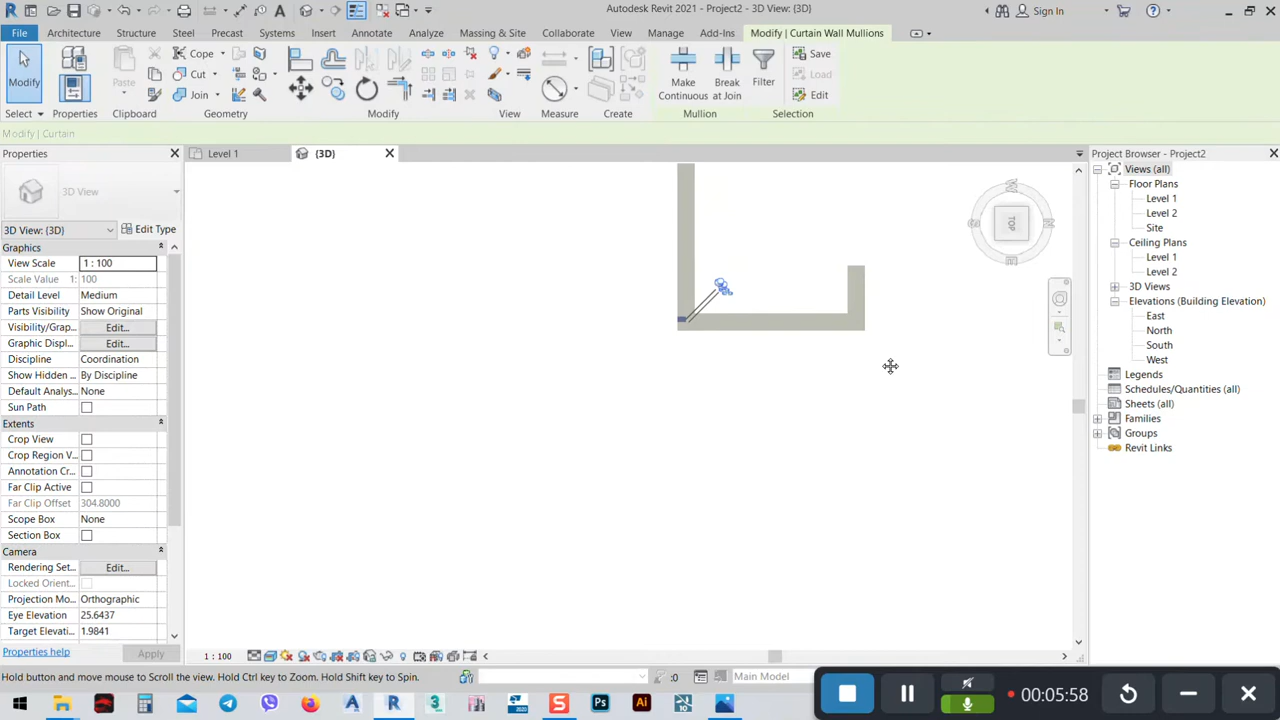 Autodesk Revit 2021 - Project2 - 3D View: {3D}
Sign In
File Architecture Structure Steel Precast Systems Insert Annotate Analyze Massing & Site Collaborate View Manage Add-Ins Modify | Curtain Wall Mullions
Modify
Paste
Cope
Cut
Join
Make Continuous
Break at Join
Filter
Save
Load
Edit
Select Properties Clipboard Geometry Modify View Measure Create Mullion Selection
Modify | Curtain
Properties
Level 1
{3D}
Project Browser - Project2
3D View
3D View: {3D}
Edit Type
Graphics
View Scale 1 : 100
Scale Value 1: 100
Detail Level Medium
Parts Visibility Show Original
Visibility/Grap... Edit...
Graphic Displ... Edit...
Discipline Coordination
Show Hidden ... By Discipline
Default Analys... None
Sun Path
Extents
Crop View
Crop Region V...
Annotation Cr...
Far Clip Active
Far Clip Offset 304.8000
Scope Box None
Section Box
Camera
Rendering Set... Edit...
Locked Orient...
Projection Mo... Orthographic
Eye Elevation 25.6437
Target Elevati... 1.9841
Properties help
Apply
TOP
Views (all)
Floor Plans
Level 1
Level 2
Site
Ceiling Plans
Level 1
Level 2
3D Views
Elevations (Building Elevation)
East
North
South
West
Legends
Schedules/Quantities (all)
Sheets (all)
Families
Groups
Revit Links
1 : 100
Hold button and move mouse to Scroll the view. Hold Ctrl key to Zoom. Hold Shift key to Spin.
:0
Main Model
00:05:58